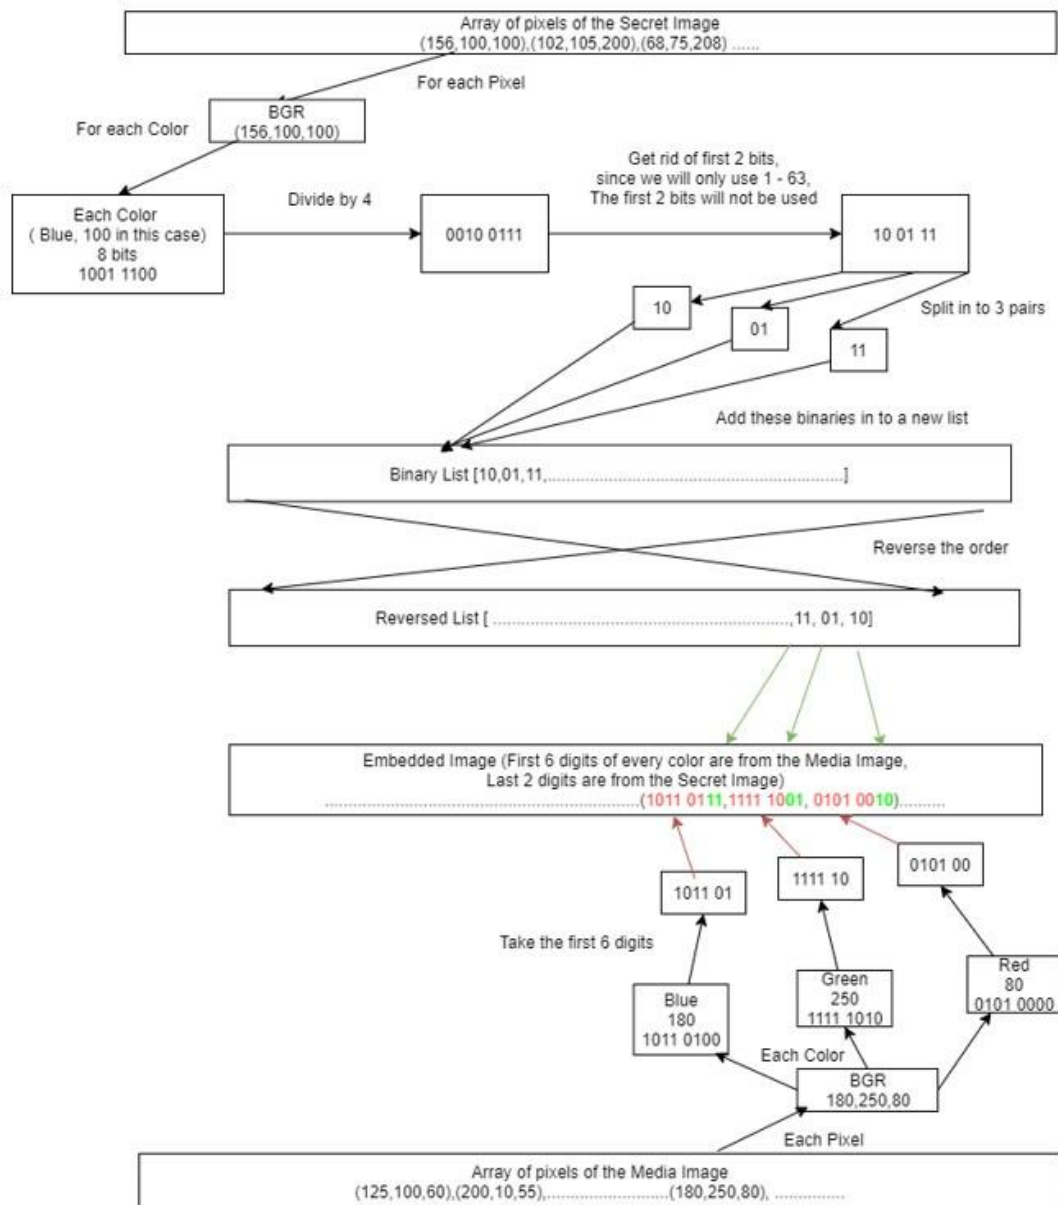 Array of pixels of the Secret Image
(156,100,100),(102,105,200),(68,75,208) ......
For each Pixel
BGR
(156,100,100)
For each Color
Get rid of first 2 bits,
since we will only use 1 - 63,
The first 2 bits will not be used
Divide by 4
Each Color
( Blue, 100 in this case)
8 bits
1001 1100
0010 0111
10 01 11
10
01
11
Split in to 3 pairs
Add these binaries in to a new list
Binary List [10,01,11,......................................................]
Reverse the order
Reversed List [ ......................................................,11, 01, 10]
Embedded Image (First 6 digits of every color are from the Media Image,
Last 2 digits are from the Secret Image)
.........................................................(1011 0111,1111 1001, 0101 0010).........
1011 01
1111 10
0101 00
Take the first 6 digits
Blue
180
1011 0100
Green
250
1111 1010
Red
80
0101 0000
Each Color
BGR
180,250,80
Each Pixel
Array of pixels of the Media Image
(125,100,60),(200,10,55),......................(180,250,80), ..............